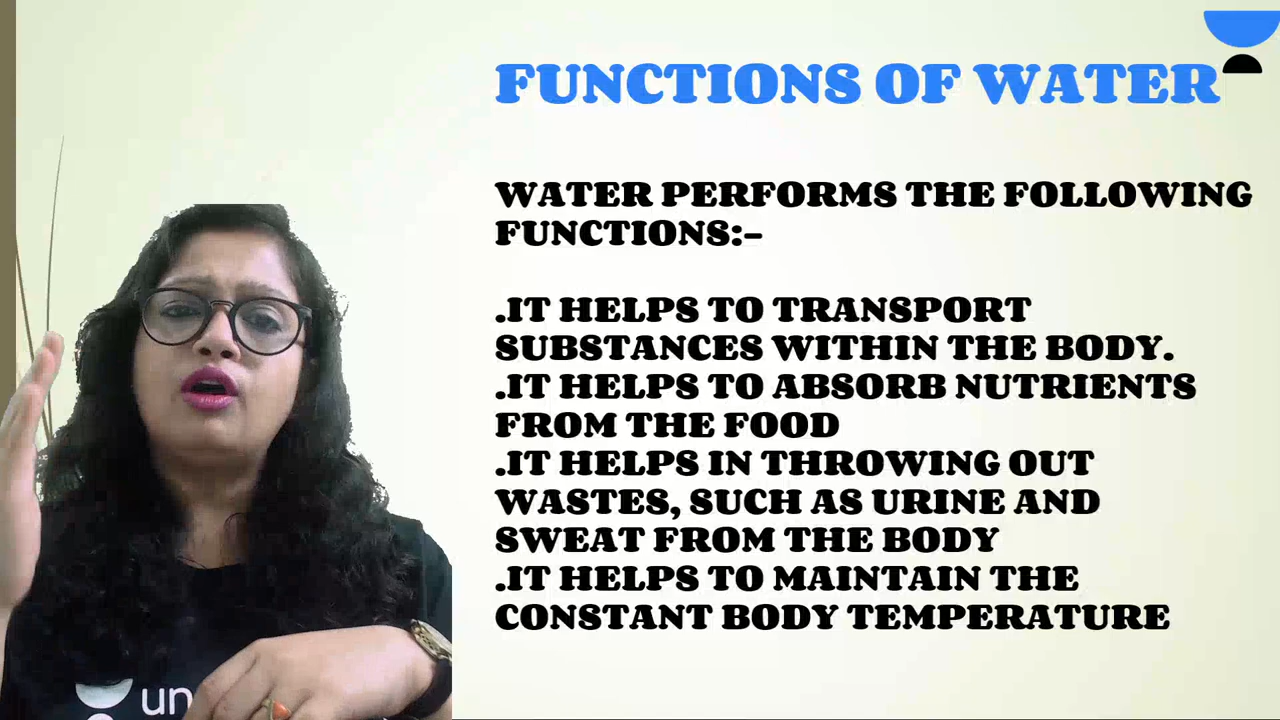 FUNCTIONS OF WATER
WATER PERFORMS THE FOLLOWING
FUNCTIONS:-
.IT HELPS TO TRANSPORT
SUBSTANCES WITHIN THE BODY.
.IT HELPS TO ABSORB NUTRIENTS
FROM THE FOOD
.IT HELPS IN THROWING OUT
WASTES, SUCH AS URINE AND
SWEAT FROM THE BODY
.IT HELPS TO MAINTAIN THE
CONSTANT BODY TEMPERATURE
un